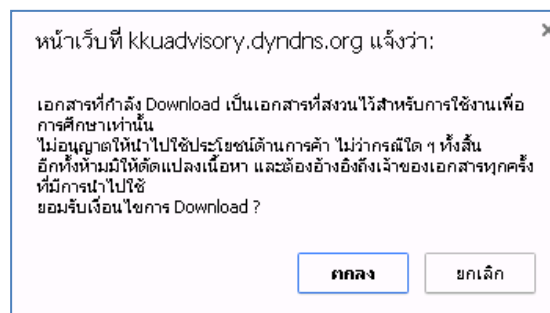 หน้าเว็บที่ kkuadvisory.dyndns.org แจ้งว่า:
เอกสารที่กำลัง Download เป็นเอกสารที่สงวนไว้สำหรับการใช้งานเพื่อ
การศึกษาเท่านั้น
ไม่อนุญาตให้นำไปใช้ประโยชน์ด้านการค้า ไม่ว่ากรณีใด ๆ ทั้งสิ้น
อีกทั้งห้ามมิให้ดัดแปลงเนื้อหา และต้องอ้างอิงถึงเจ้าของเอกสารทุกครั้ง
ที่มีการนำไปใช้
ยอมรับเงื่อนไขการ Download ?
ตกลง ยกเลิก